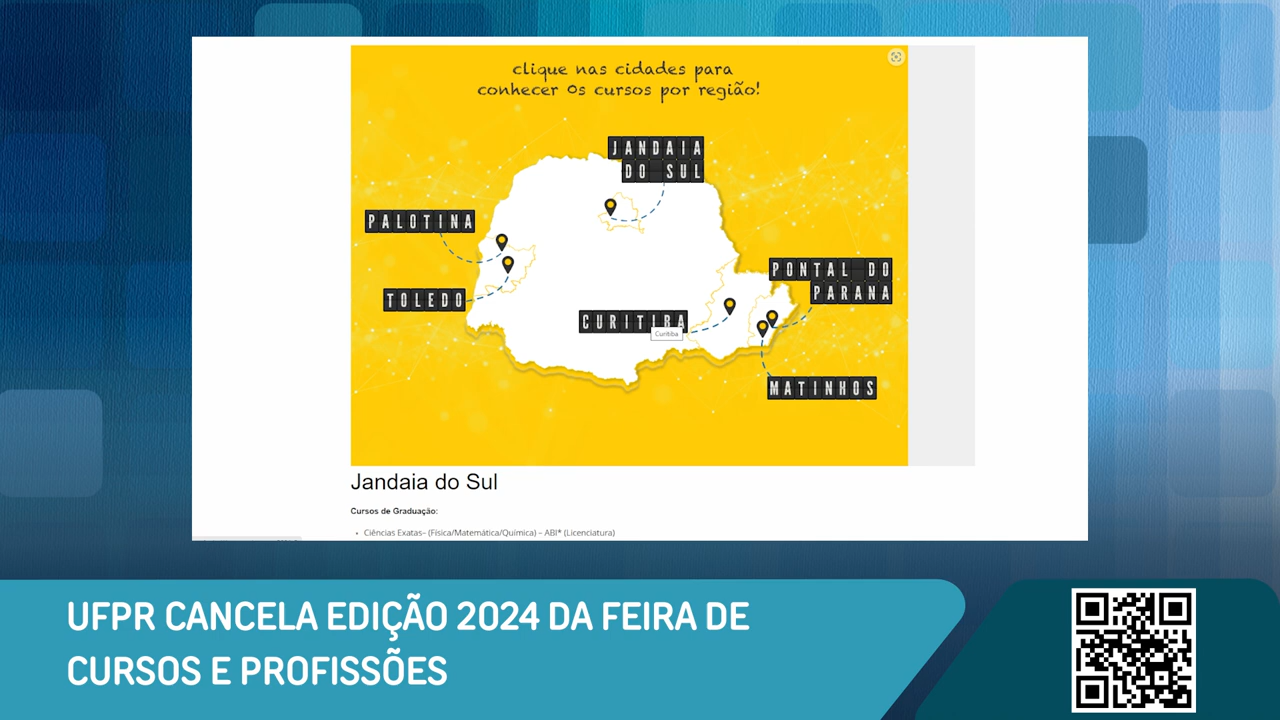 clique nas cidades para
conhecer os cursos por região!
JANDAIA
DO SUL
PALOTINA
TOLEDO
CURITIBA
Curitiba
PONTAL DO
PARANA
MATINHOS
Jandaia do Sul
Cursos de Graduação:
• Ciências Exatas– (Física/Matemática/Química) – ABI* (Licenciatura)
UFPR CANCELA EDIÇÃO 2024 DA FEIRA DE
CURSOS E PROFISSÕES